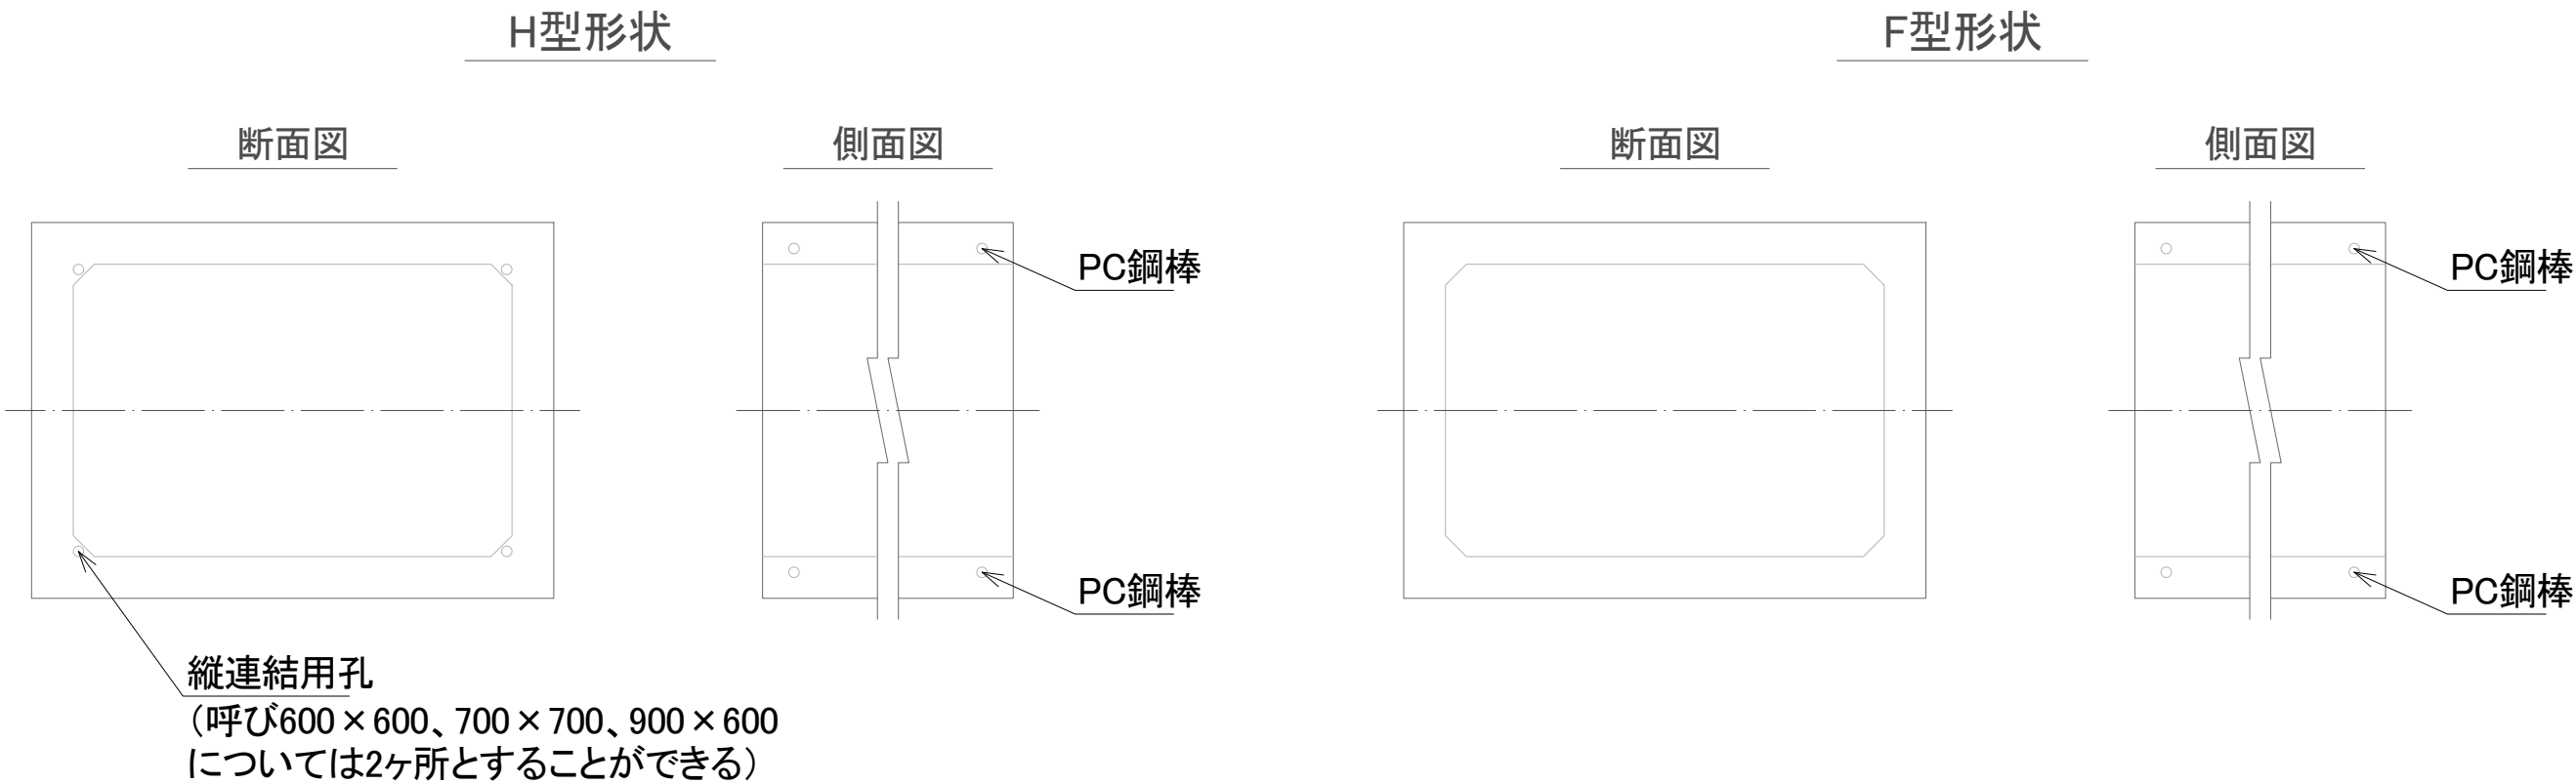 H型形状
断面図
側面図
PC鋼棒
PC鋼棒
縦連結用孔
（呼び600×600、700×700、900×600
については2ヶ所とすることができる）
F型形状
断面図
側面図
PC鋼棒
PC鋼棒